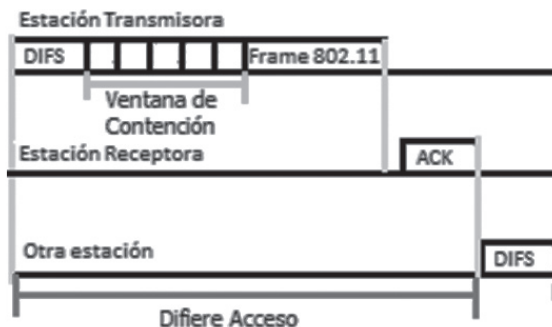 Estación Transmisora
DIFS
Frame 802.11
Ventana de
Contención
Estación Receptora
ACK
Otra estación
DIFS
Difiere Acceso